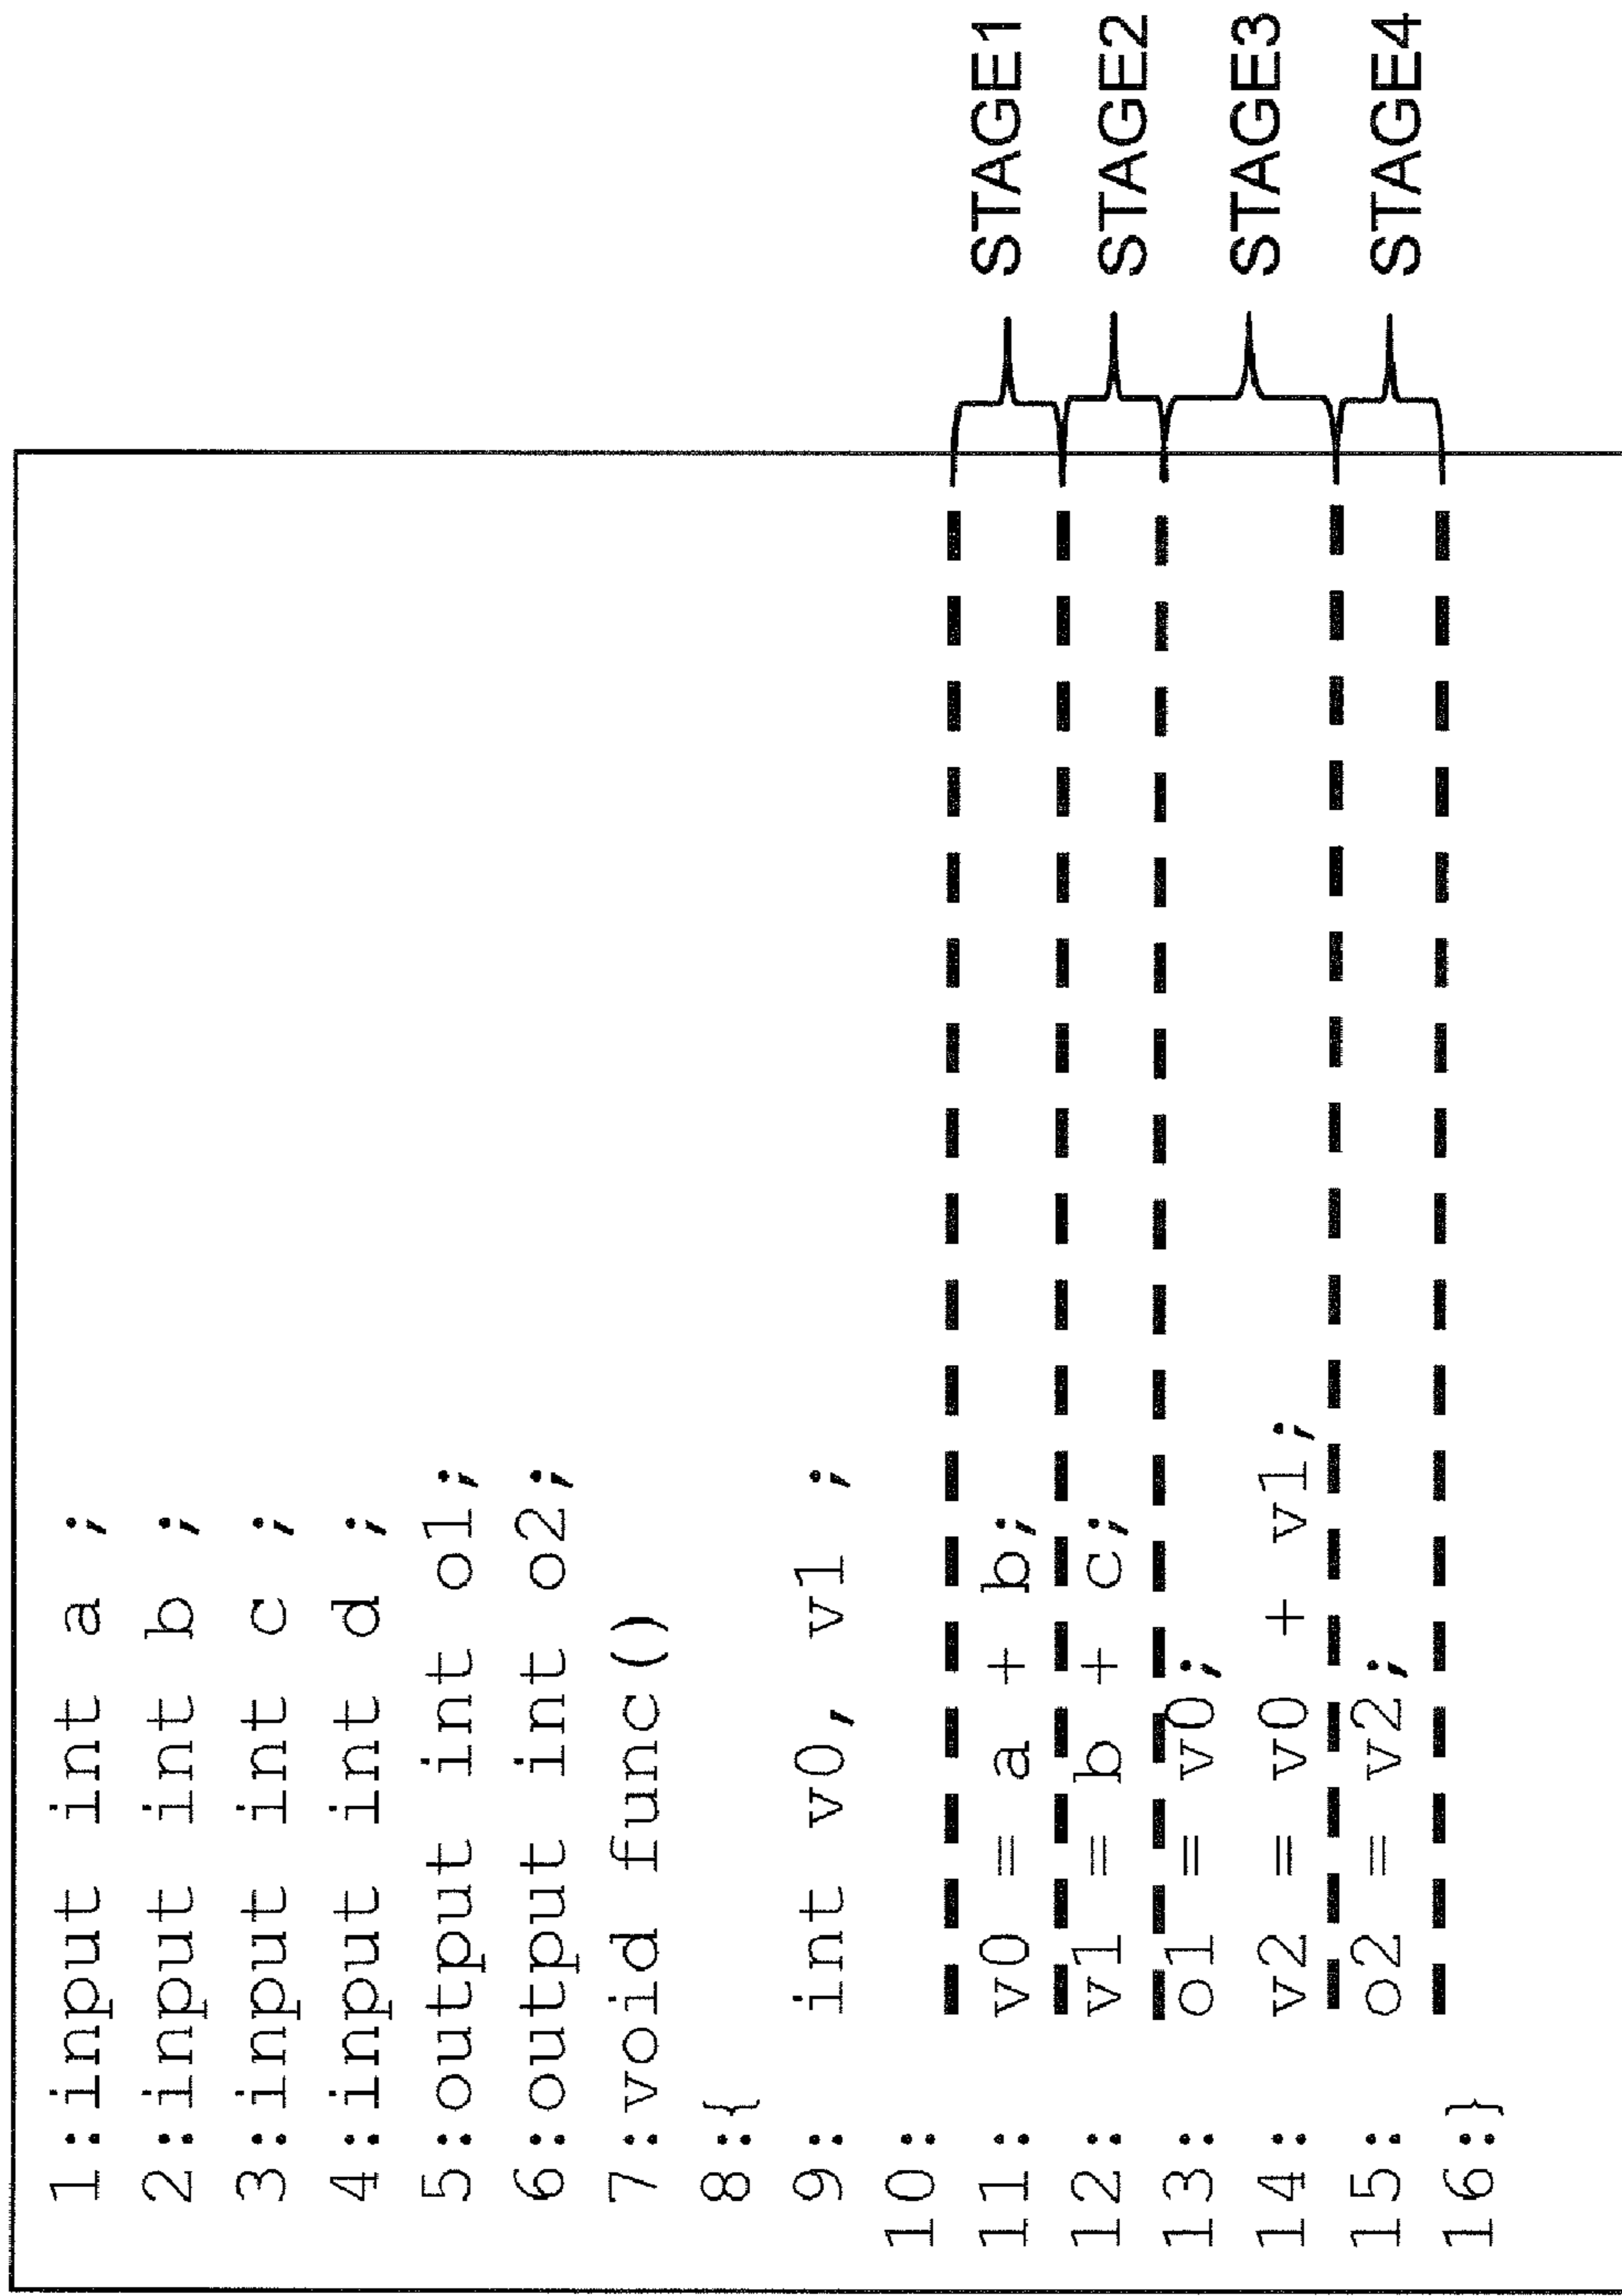 1:input int a ;
2:input int b ;
3:input int c ;
4:input int d ;
5:output int o1;
6:output int o2;
7:void func()
8:{
9: int v0, v1 ;
10:
11: v0 = a + b; STAGE1
12: v1 = b + c; STAGE2
13: o1 = v0; STAGE3
14: v2 = v0 + v1;
15: o2 = v2; STAGE4
16:}